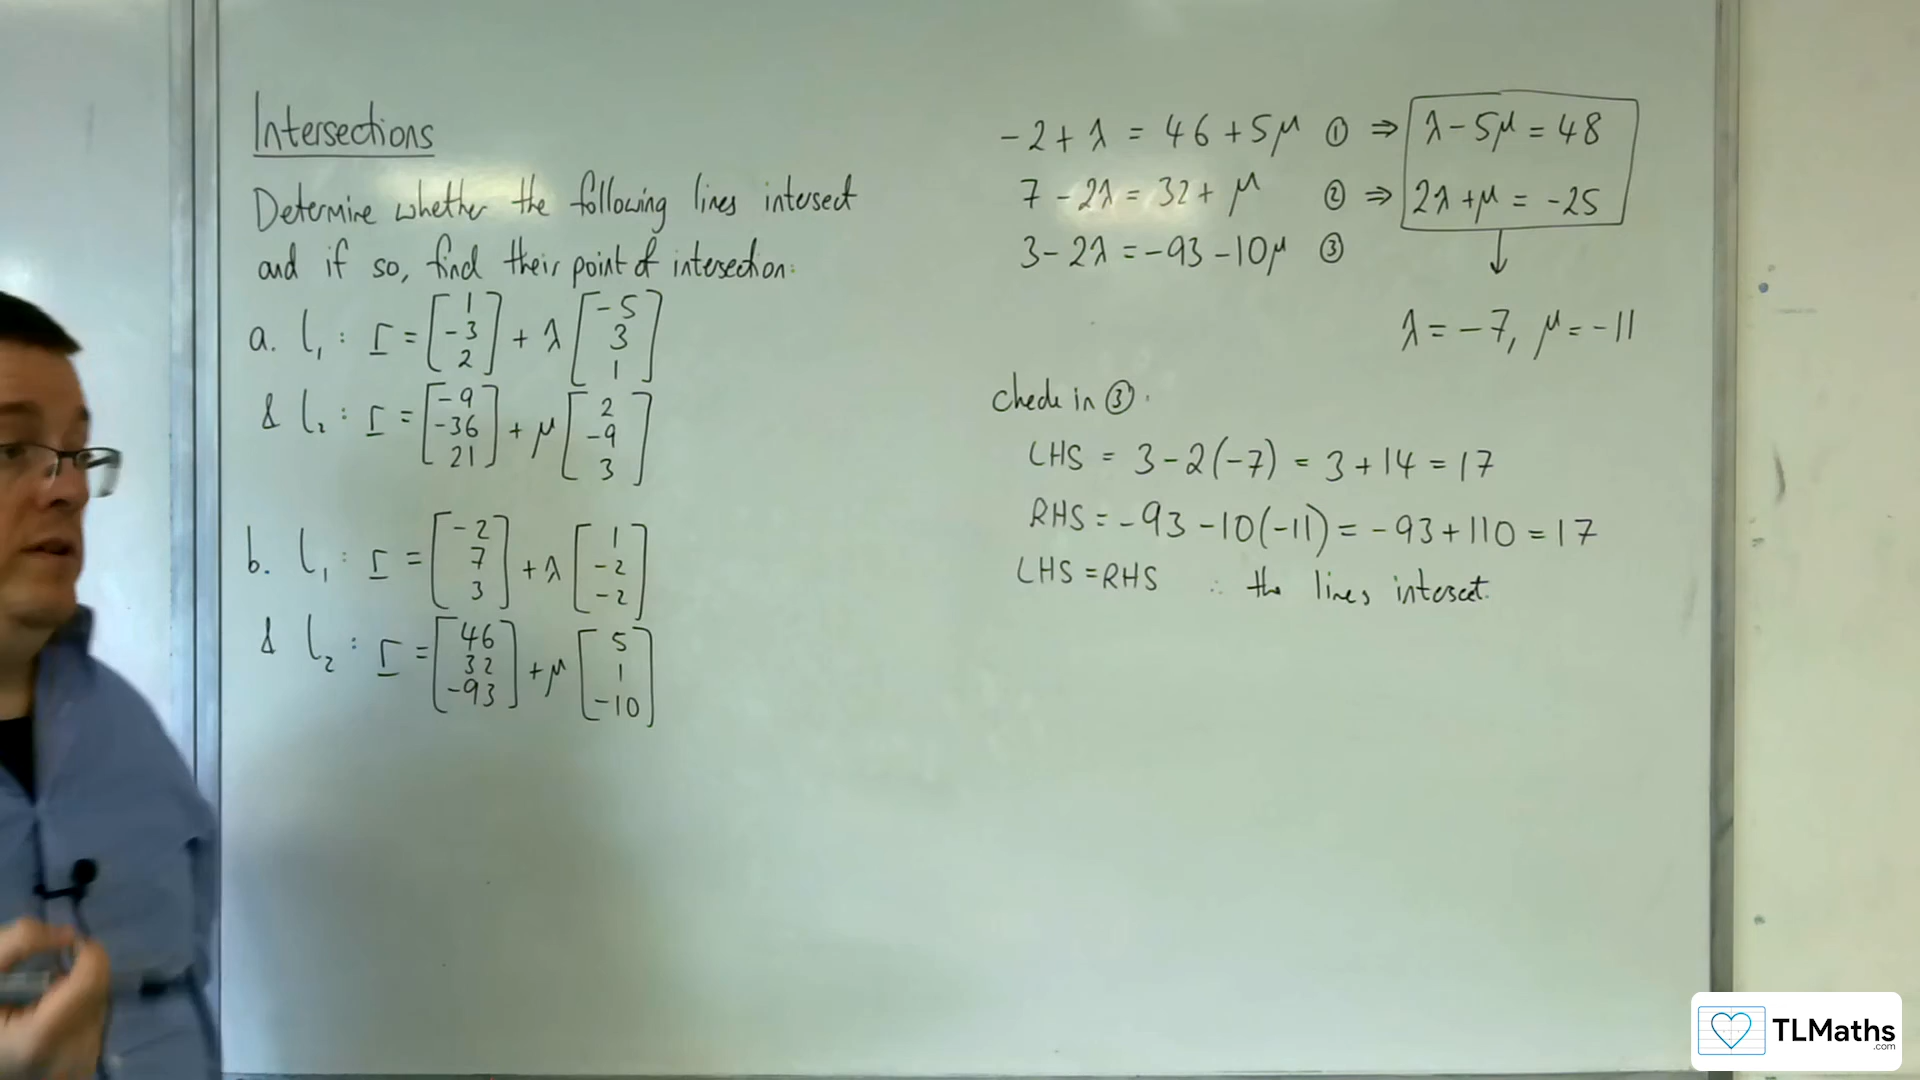 Intersections
Determine whether the following lines intersect
and if so, find their point of intersection:
a. l₁ : r = [1 -3 2] + λ [-5 3 1]
& l₂ : r = [-9 -36 21] + μ [2 -9 3]
b. l₁ : r = [-2 7 3] + λ [1 -2 -2]
& l₂ : r = [46 32 -93] + μ [5 1 -10]
-2 + λ = 46 + 5μ ① ⇒ λ - 5μ = 48
7 - 2λ = 32 + μ ② ⇒ 2λ + μ = -25
3 - 2λ = -93 - 10μ ③
↓
λ = -7, μ = -11
Check in ③.
LHS = 3 - 2(-7) = 3 + 14 = 17
RHS = -93 - 10(-11) = -93 + 110 = 17
LHS = RHS ∴ the lines intersect.
TLMaths
.com